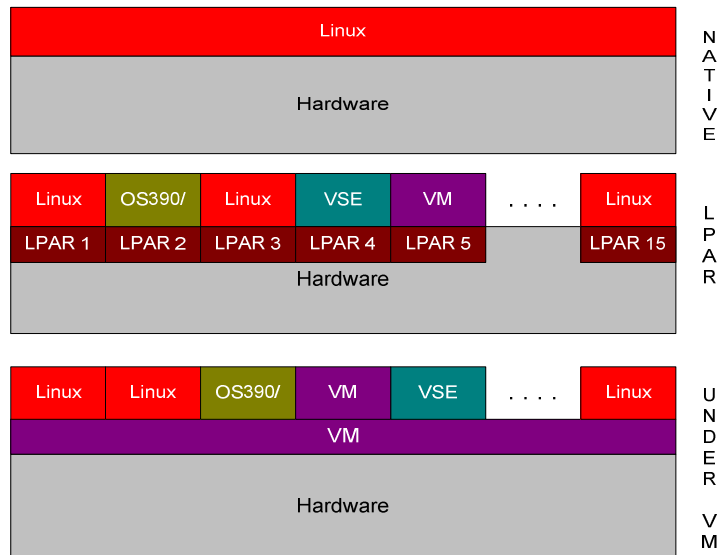 Linux
Hardware
NATIVE
Linux OS390/ Linux VSE VM . . . . Linux
LPAR 1 LPAR 2 LPAR 3 LPAR 4 LPAR 5 LPAR 15
Hardware
LPAR
Linux Linux OS390/ VM VSE . . . . Linux
VM
Hardware
UNDER VM